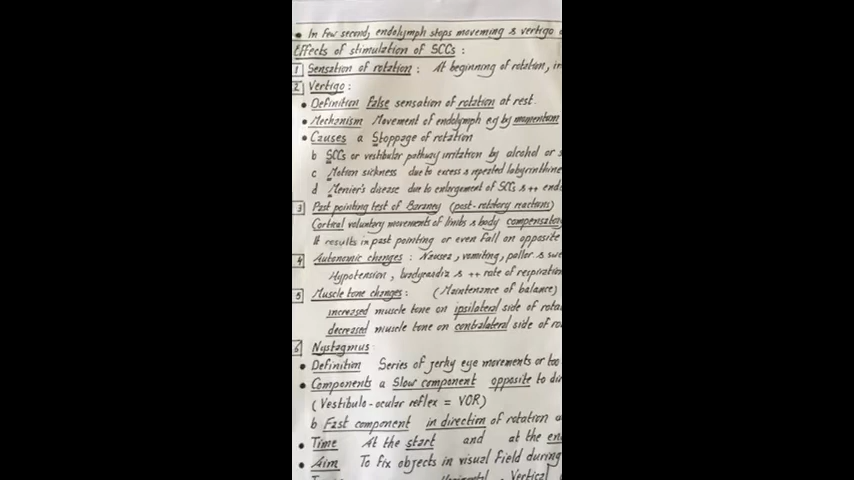 • In few second, endolymph stops moveming & vertigo
Effects of stimulation of SCCs :
1 Sensation of rotation : At beginning of rotation, in
2 Vertigo :
• Definition False sensation of rotation at rest.
• Mechanism Movement of endolymph e.g by momentum
• Causes a Stoppage of rotation
b SCCs or vestibular pathway irritation by alcohol or
c Motion sickness due to excess & repeated labyrinthine
d Menier's disease due to enlargement of SCCs & ++ endo
3 Past pointing test of Baraney (post-rotatory reactions)
Cortical voluntary movements of limbs & body compensatory
It results in past pointing or even fall on opposite
4 Autonomic changes : Nausea, vomiting, pallor & swe
Hypotension, bradycardia & ++ rate of respiration
5 Muscle tone changes : (Maintenance of balance)
increased muscle tone on ipsilateral side of rota
decreased muscle tone on contralateral side of ro
6 Nystagmus :
• Definition Series of jerky eye movements or too
• Components a Slow component opposite to di
(Vestibulo-ocular reflex = VOR)
b Fast component in direction of rotation
• Time At the start and at the en
• Aim To fix objects in visual field during
Horizontal, Vertical